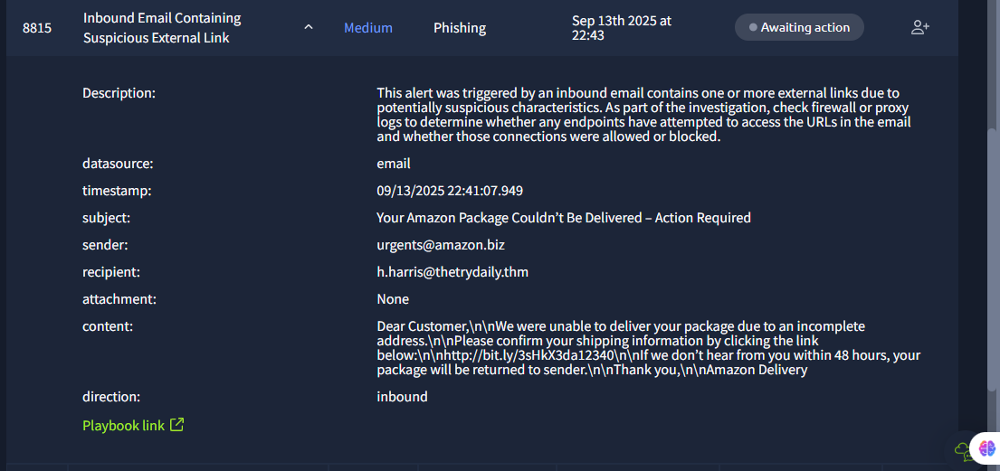 8815
Inbound Email Containing
Suspicious External Link
Medium
Phishing
Sep 13th 2025 at
22:43
Awaiting action
Description:
This alert was triggered by an inbound email contains one or more external links due to
potentially suspicious characteristics. As part of the investigation, check firewall or proxy
logs to determine whether any endpoints have attempted to access the URLs in the email
and whether those connections were allowed or blocked.
datasource:
email
timestamp:
09/13/2025 22:41:07.949
subject:
Your Amazon Package Couldn’t Be Delivered – Action Required
sender:
urgents@amazon.biz
recipient:
h.harris@thetrydaily.thm
attachment:
None
content:
Dear Customer,\n\nWe were unable to deliver your package due to an incomplete
address.\n\nPlease confirm your shipping information by clicking the link
below:\n\nhttp://bit.ly/3sHkX3da12340\n\nIf we don’t hear from you within 48 hours, your
package will be returned to sender.\n\nThank you,\n\nAmazon Delivery
direction:
inbound
Playbook link